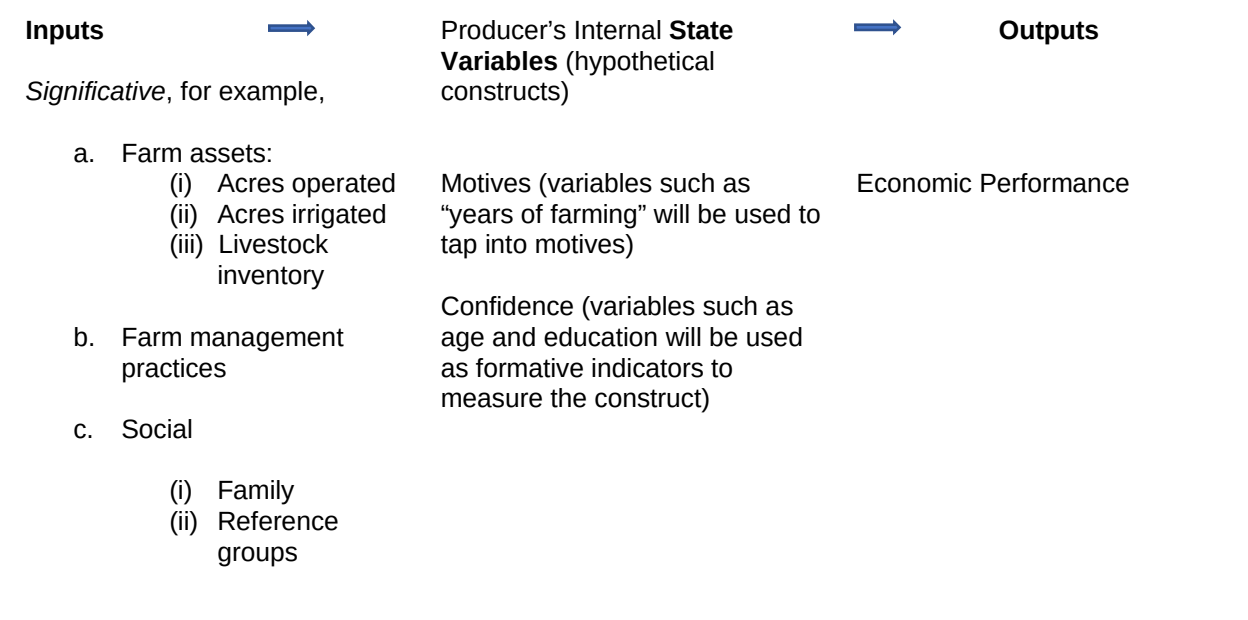 Inputs
Significative, for example,
a. Farm assets:
(i) Acres operated
(ii) Acres irrigated
(iii) Livestock
inventory
b. Farm management
practices
c. Social
(i) Family
(ii) Reference
groups
Producer’s Internal State
Variables (hypothetical
constructs)
Motives (variables such as
“years of farming” will be used to
tap into motives)
Confidence (variables such as
age and education will be used
as formative indicators to
measure the construct)
Outputs
Economic Performance